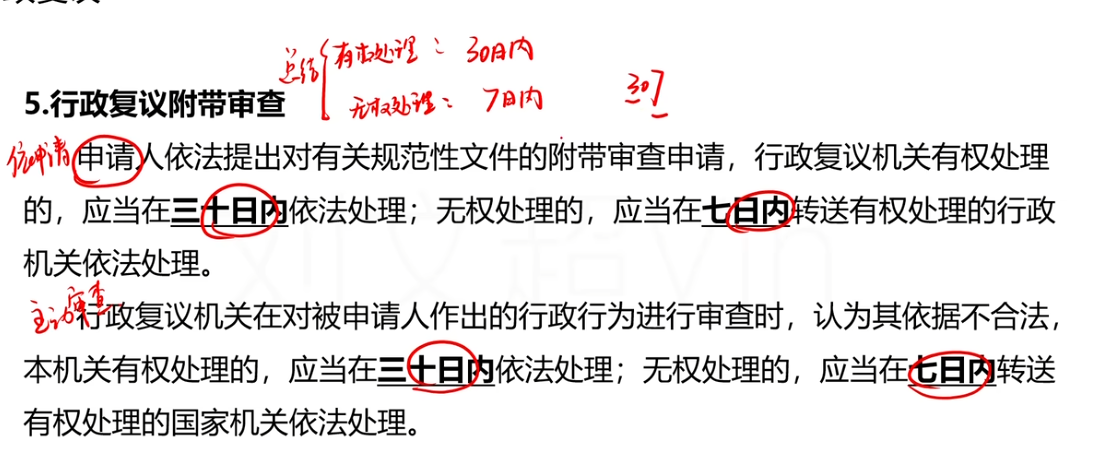 总结 有权处理：30日内
无权处理：7日内 30 7
5.行政复议附带审查
依申请
申请人依法提出对有关规范性文件的附带审查申请，行政复议机关有权处理
的，应当在三十日内依法处理；无权处理的，应当在七日内转送有权处理的行政
机关依法处理。
主动审查
行政复议机关在对被申请人作出的行政行为进行审查时，认为其依据不合法，
本机关有权处理的，应当在三十日内依法处理；无权处理的，应当在七日内转送
有权处理的国家机关依法处理。